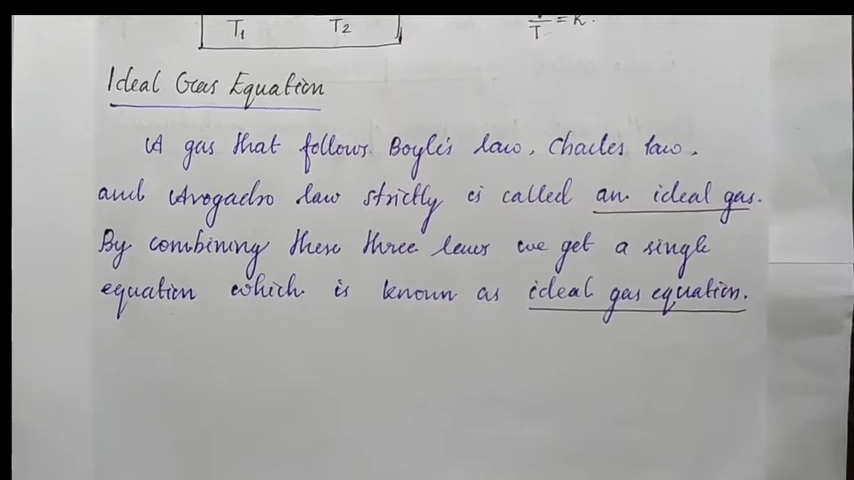 T1 T2
T = K.
Ideal Gas Equation
A gas that follows Boyle's law, Charles law,
and Avogadro law strictly is called an ideal gas.
By combining these three laws we get a single
equation which is known as ideal gas equation.